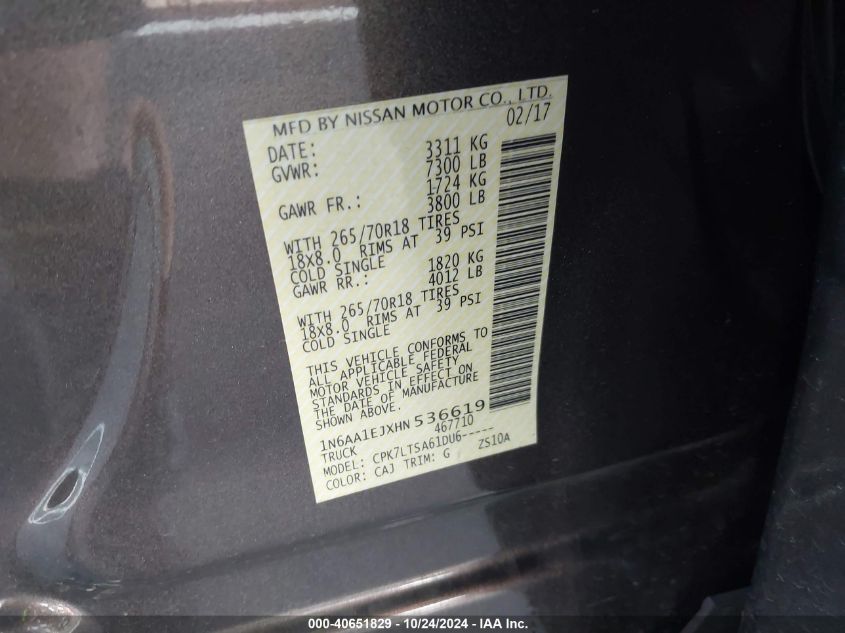 MFD BY NISSAN MOTOR CO., LTD.
DATE: 02/17
GVWR: 3311 KG
7300 LB
GAWR FR.: 1724 KG
3800 LB
WITH 265/70R18 TIRES
18X8.0 RIMS AT 39 PSI
COLD SINGLE
GAWR RR.: 1820 KG
4012 LB
WITH 265/70R18 TIRES
18X8.0 RIMS AT 39 PSI
COLD SINGLE
THIS VEHICLE CONFORMS TO
ALL APPLICABLE FEDERAL
MOTOR VEHICLE SAFETY
STANDARDS IN EFFECT ON
THE DATE OF MANUFACTURE
SHOWN ABOVE.
1N6AA1EJXHN536619
TRUCK 467710
MODEL: CPK7LTSA61DU6-----
COLOR: CAJ TRIM: G ZS10A
000-40651829 - 10/24/2024 - IAA Inc.